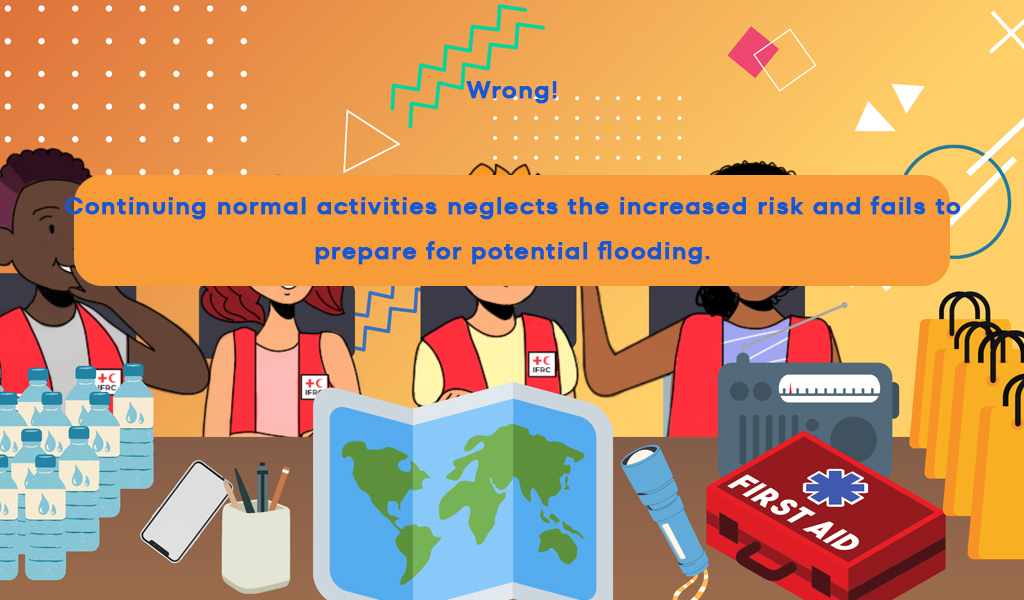 Wrong!
Continuing normal activities neglects the increased risk and fails to
prepare for potential flooding.
IFRC
IFRC
IFRC
FIRST AID